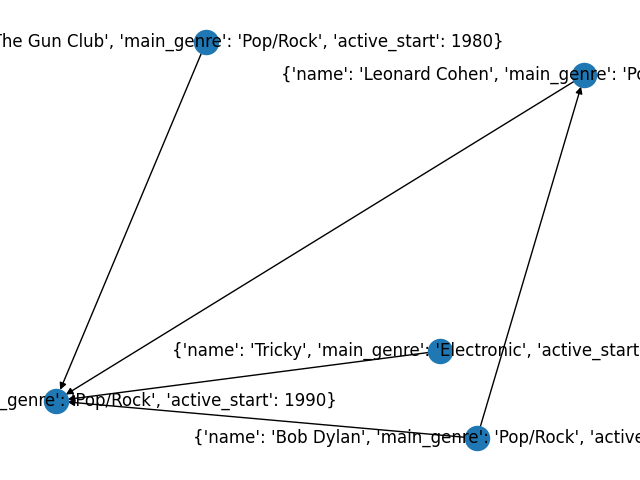 The Gun Club', 'main_genre': 'Pop/Rock', 'active_start': 1980}
{'name': 'Leonard Cohen', 'main_genre': 'Po
{'name': 'Tricky', 'main_genre': 'Electronic', 'active_start
_genre': 'Pop/Rock', 'active_start': 1990}
{'name': 'Bob Dylan', 'main_genre': 'Pop/Rock', 'active